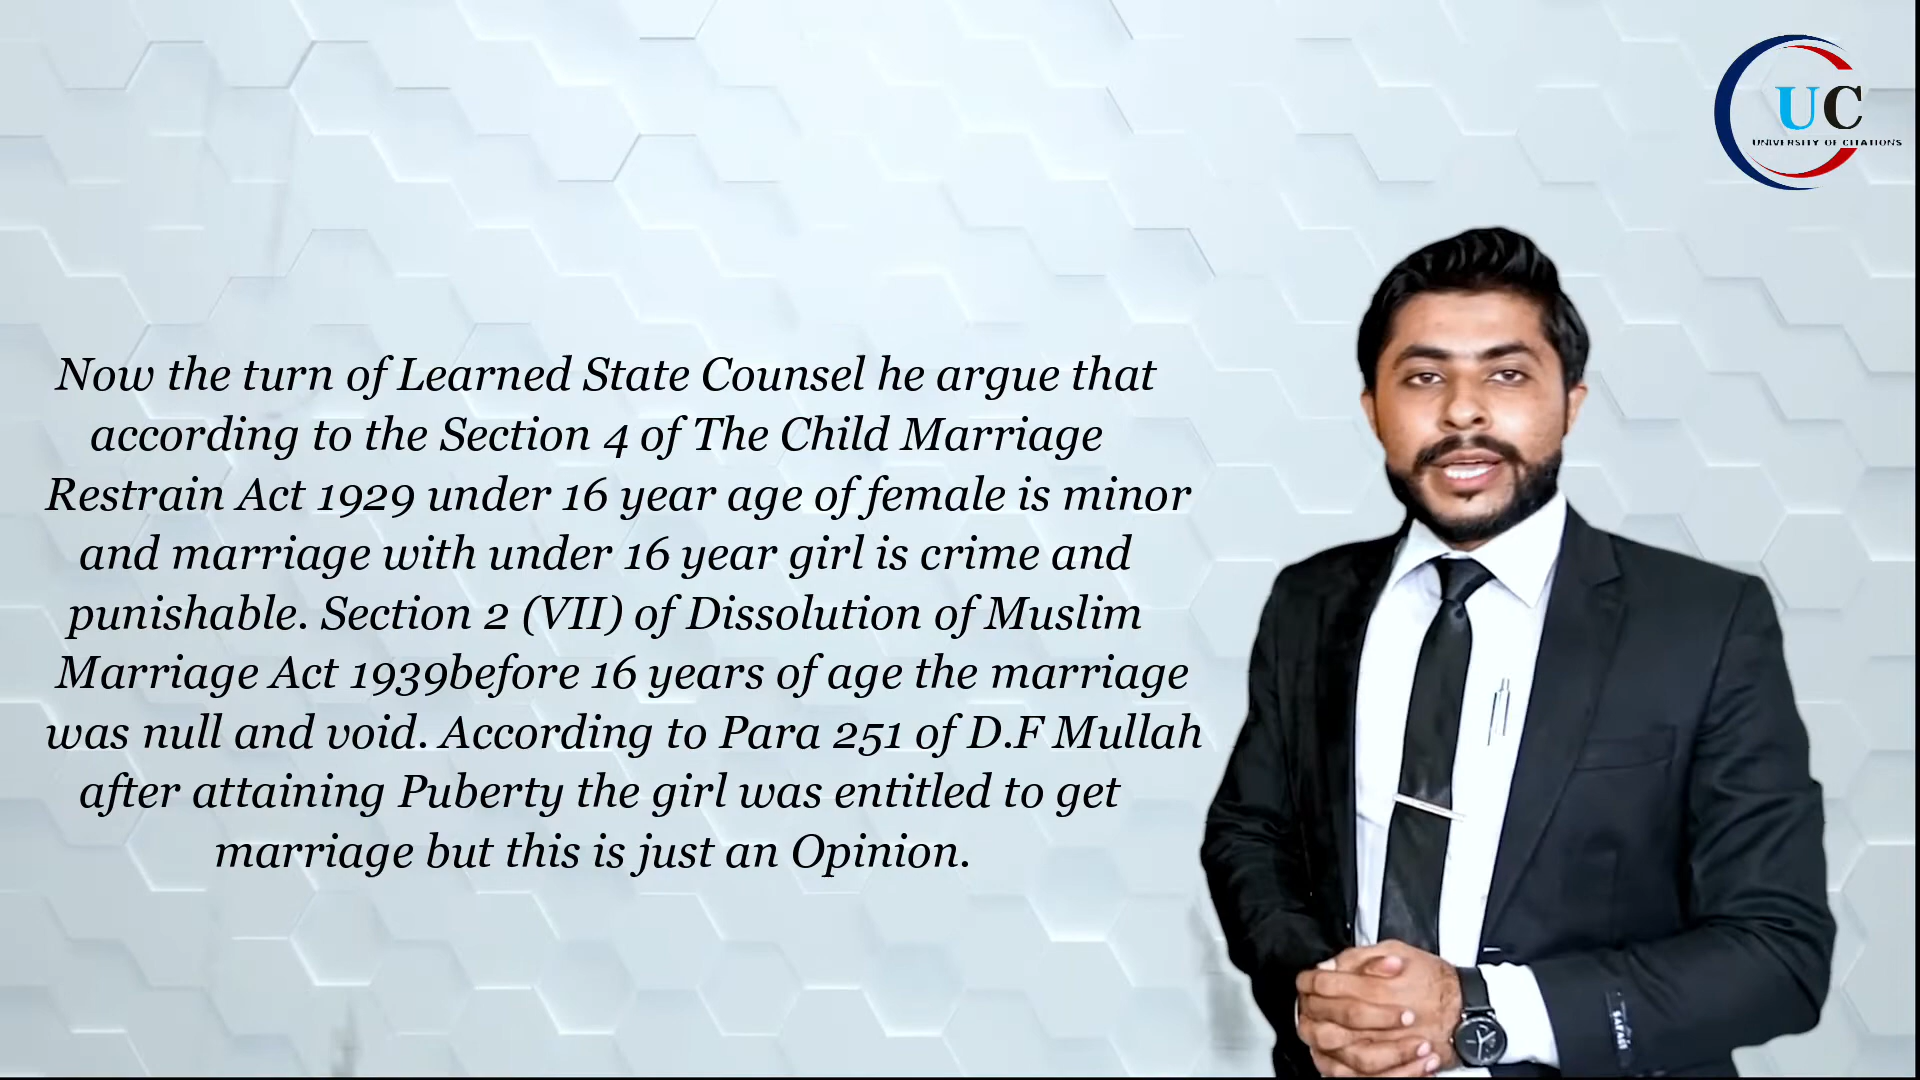 UC
UNIVERSITY OF CITATIONS
Now the turn of Learned State Counsel he argue that
according to the Section 4 of The Child Marriage
Restrain Act 1929 under 16 year age of female is minor
and marriage with under 16 year girl is crime and
punishable. Section 2 (VII) of Dissolution of Muslim
Marriage Act 1939before 16 years of age the marriage
was null and void. According to Para 251 of D.F Mullah
after attaining Puberty the girl was entitled to get
marriage but this is just an Opinion.
SAFARI